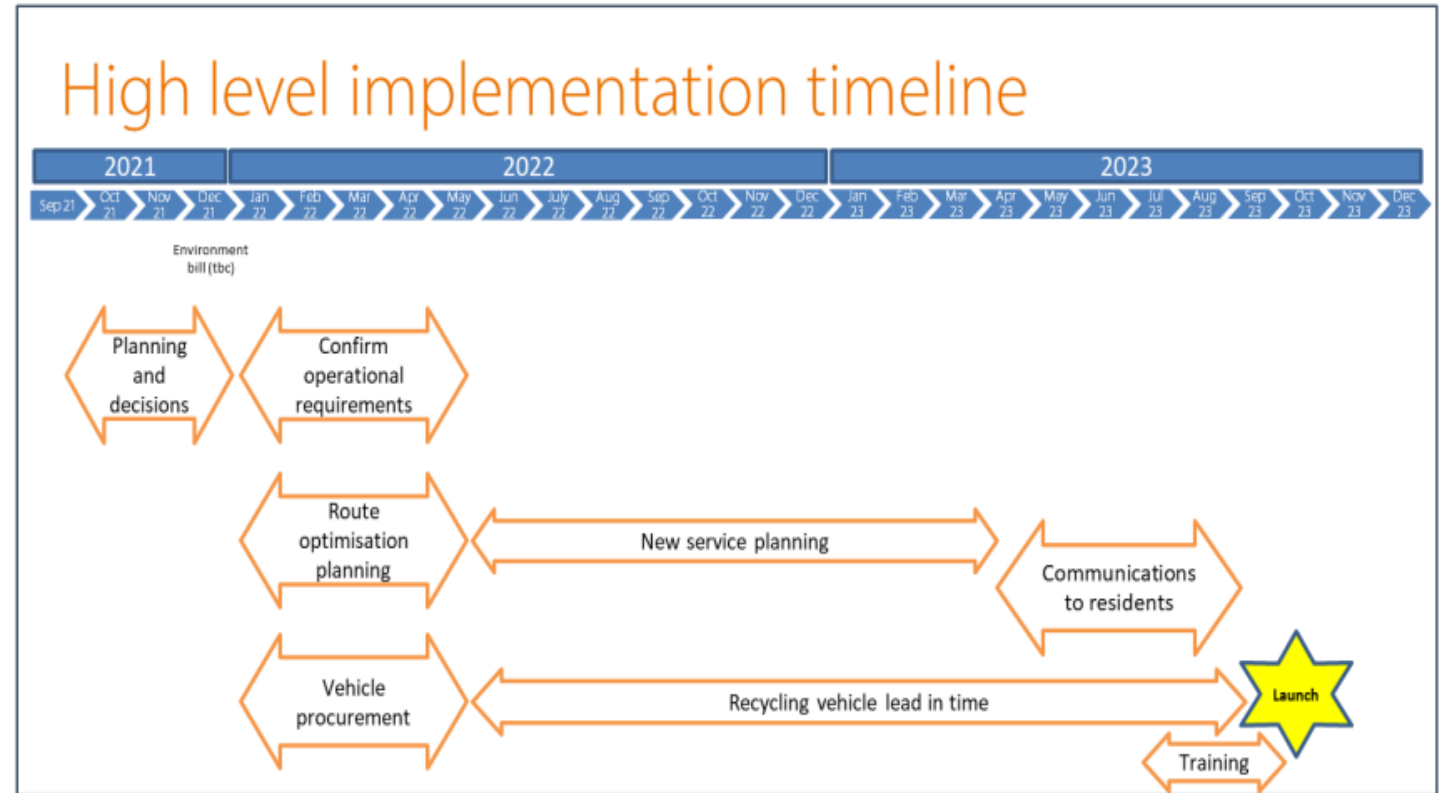 High level implementation timeline
2021 2022 2023
Sep 21 Oct 21 Nov 21 Dec 21 Jan 22 Feb 22 Mar 22 Apr 22 May 22 Jun 22 July 22 Aug 22 Sep 22 Oct 22 Nov 22 Dec 22 Jan 23 Feb 23 Mar 23 Apr 23 May 23 Jun 23 Jul 23 Aug 23 Sep 23 Oct 23 Nov 23 Dec 23
Environment
bill (tbc)
Planning
and
decisions
Confirm
operational
requirements
Route
optimisation
planning
New service planning
Communications
to residents
Vehicle
procurement
Recycling vehicle lead in time
Launch
Training